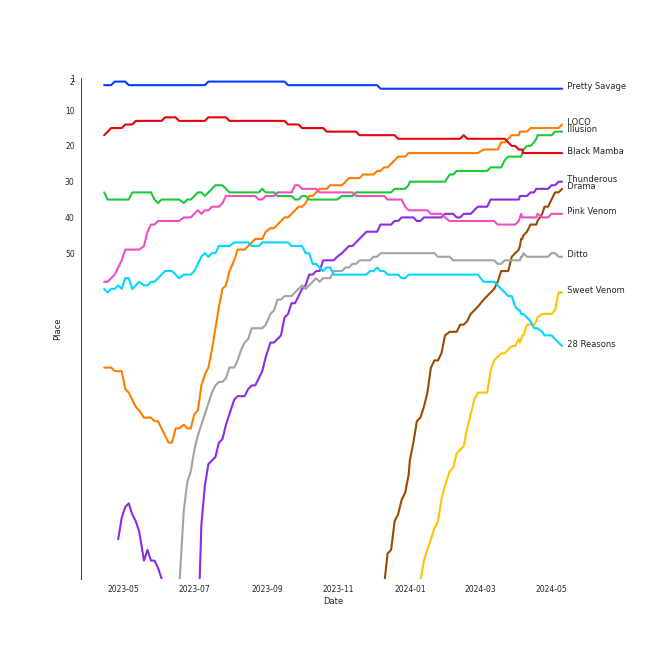 1
2
10
20
30
40
50
Place
Pretty Savage
LOCO
Illusion
Black Mamba
Thunderous
Drama
Pink Venom
Ditto
Sweet Venom
28 Reasons
2023-05 2023-07 2023-09 2023-11 2024-01 2024-03 2024-05
Date